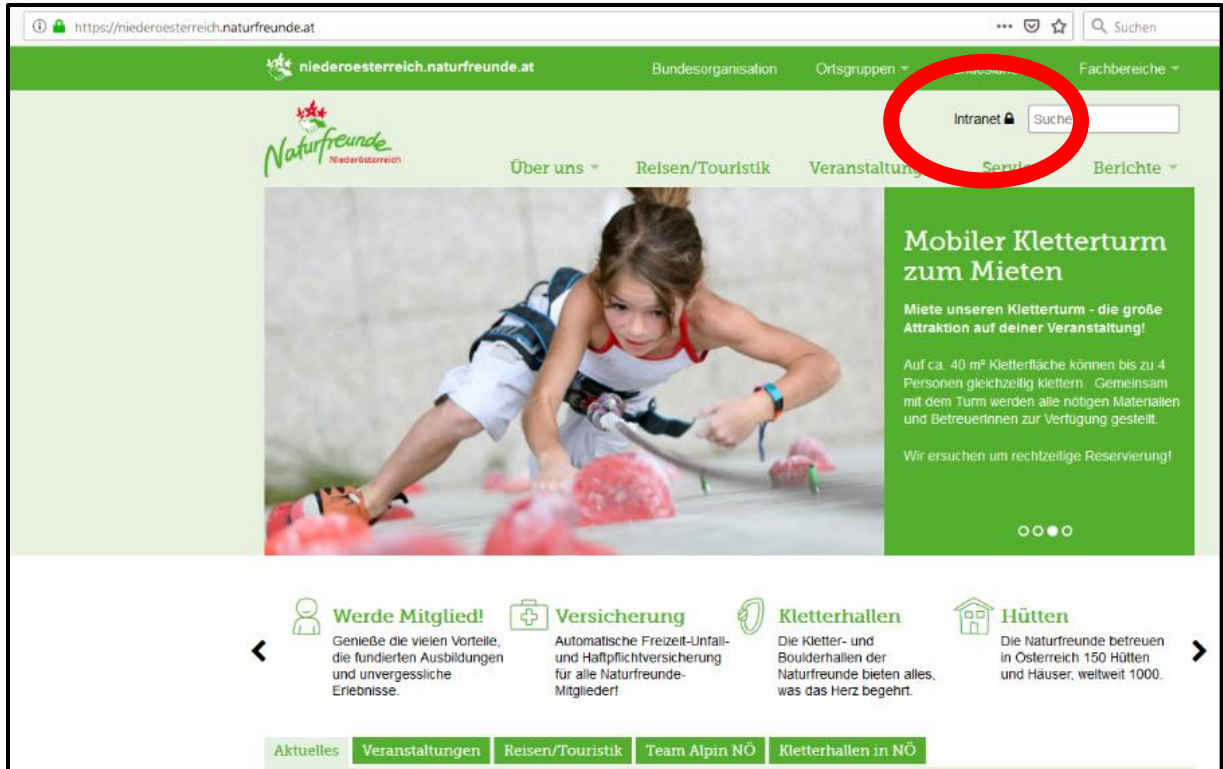 https://niederoesterreich.naturfreunde.at
Suchen
niederoesterreich.naturfreunde.at
Bundesorganisation
Ortsgruppen
Fachbereiche
Naturfreunde
Niederösterreich
Intranet
Suche
Über uns
Reisen/Touristik
Berichte
Mobiler Kletterturm
zum Mieten
Miete unseren Kletterturm - die große
Attraktion auf deiner Veranstaltung!
Auf ca. 40 m² Kletterfläche können bis zu 4
Personen gleichzeitig klettern. Gemeinsam
mit dem Turm werden alle nötigen Materialien
und BetreuerInnen zur Verfügung gestellt.
Wir ersuchen um rechtzeitige Reservierung!
Werde Mitglied!
Genieße die vielen Vorteile,
die fundierten Ausbildungen
und unvergessliche
Erlebnisse.
Versicherung
Automatische Freizeit-Unfall-
und Haftpflichtversicherung
für alle Naturfreunde-
Mitglieder!
Kletterhallen
Die Kletter- und
Boulderhallen der
Naturfreunde bieten alles,
was das Herz begehrt.
Hütten
Die Naturfreunde betreuen
in Österreich 150 Hütten
und Häuser, weltweit 1000.
Aktuelles
Veranstaltungen
Reisen/Touristik
Team Alpin NÖ
Kletterhallen in NÖ